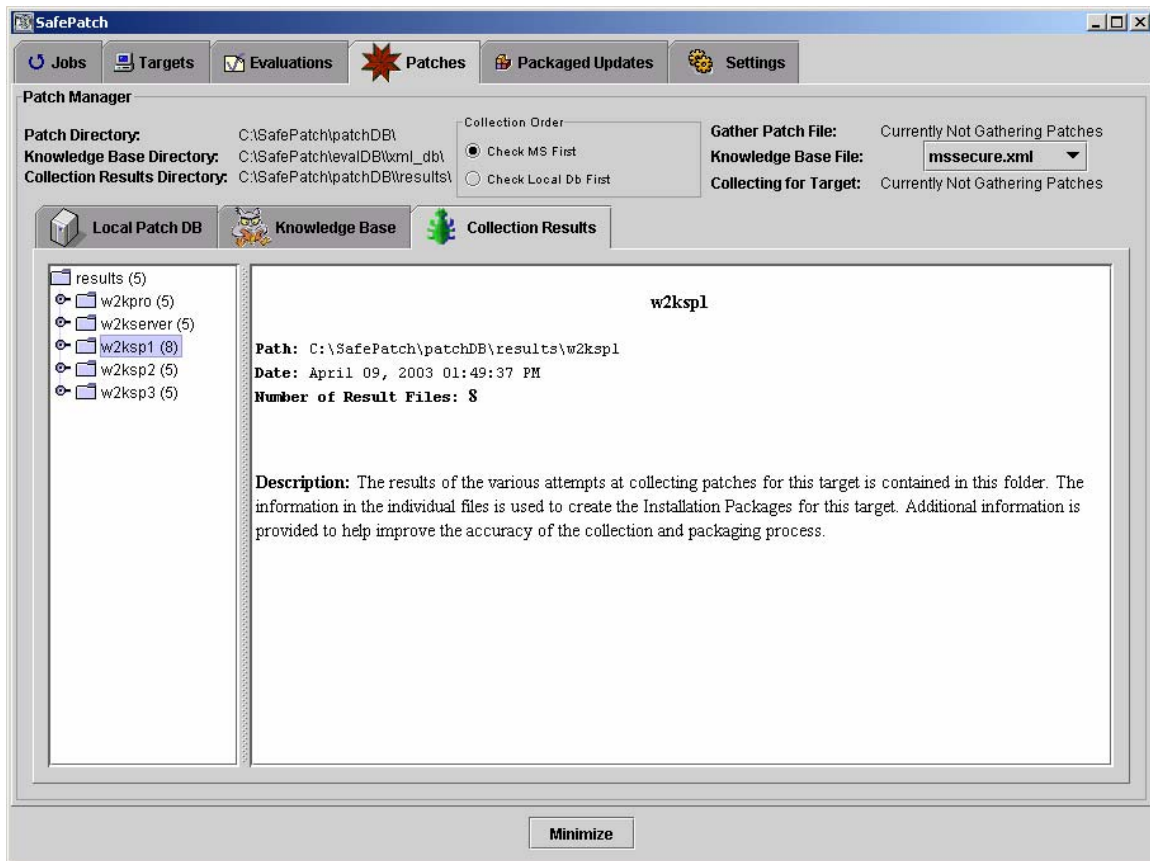 SafePatch
Jobs Targets Evaluations Patches Packaged Updates Settings
Patch Manager
Patch Directory: C:\SafePatch\patchDB\
Knowledge Base Directory: C:\SafePatch\evalDB\\xml_db\
Collection Results Directory: C:\SafePatch\patchDB\\results\
Collection Order
Check MS First
Check Local Db First
Gather Patch File: Currently Not Gathering Patches
Knowledge Base File: mssecure.xml
Collecting for Target: Currently Not Gathering Patches
Local Patch DB Knowledge Base Collection Results
results (5)
w2kpro (5)
w2kserver (5)
w2ksp1 (8)
w2ksp2 (5)
w2ksp3 (5)
w2ksp1
Path: C:\SafePatch\patchDB\results\w2ksp1
Date: April 09, 2003 01:49:37 PM
Number of Result Files: 8
Description: The results of the various attempts at collecting patches for this target is contained in this folder. The
information in the individual files is used to create the Installation Packages for this target. Additional information is
provided to help improve the accuracy of the collection and packaging process.
Minimize